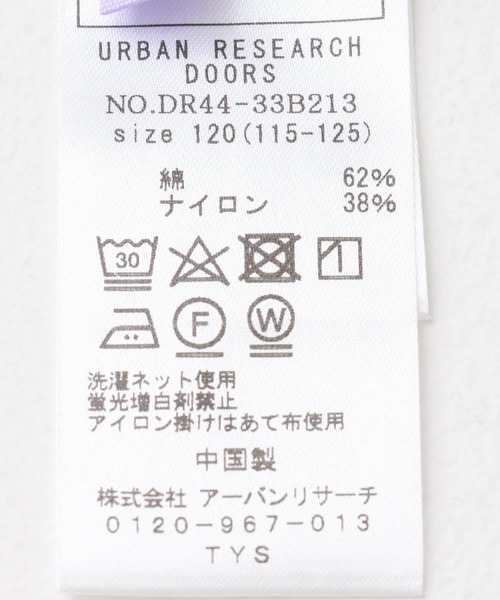 URBAN RESEARCH
DOORS
NO.DR44-33B213
size 120(115-125)
綿 62%
ナイロン 38%
30
F W
洗濯ネット使用
蛍光増白剤禁止
アイロン掛けはあて布使用
中国製
株式会社 アーバンリサーチ
0120-967-013
TYS